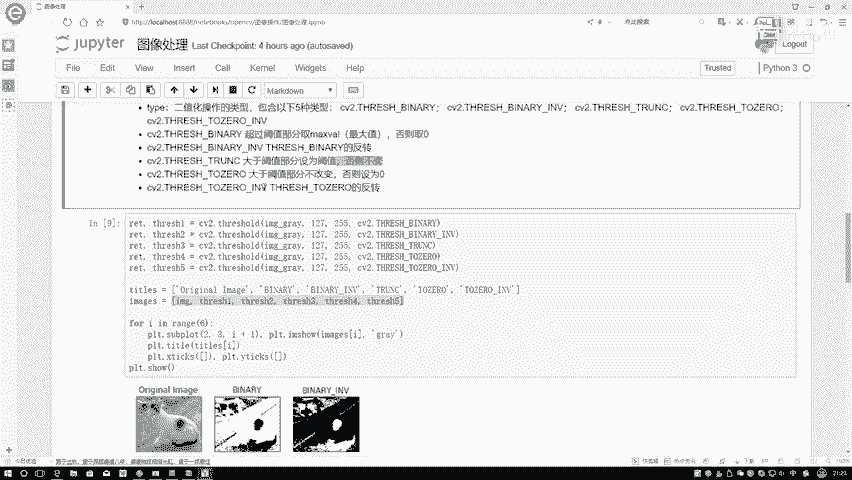 图像处理
http://localhost:8888/notebooks/opencv/图像操作/图像处理.ipynb
点此搜索
jupyter 图像处理 Last Checkpoint: 4 hours ago (autosaved)
Logout
File Edit View Insert Cell Kernel Widgets Help
Trusted
Python 3
Markdown
type：二值化操作的类型，包含以下5种类型： cv2.THRESH_BINARY； cv2.THRESH_BINARY_INV； cv2.THRESH_TRUNC； cv2.THRESH_TOZERO；
cv2.THRESH_TOZERO_INV
cv2.THRESH_BINARY 超过阈值部分取maxval（最大值），否则取0
cv2.THRESH_BINARY_INV THRESH_BINARY的反转
cv2.THRESH_TRUNC 大于阈值部分设为阈值，否则不变
cv2.THRESH_TOZERO 大于阈值部分不改变，否则设为0
cv2.THRESH_TOZERO_INV THRESH_TOZERO的反转
In [9]:
ret, thresh1 = cv2.threshold(img_gray, 127, 255, cv2.THRESH_BINARY)
ret, thresh2 = cv2.threshold(img_gray, 127, 255, cv2.THRESH_BINARY_INV)
ret, thresh3 = cv2.threshold(img_gray, 127, 255, cv2.THRESH_TRUNC)
ret, thresh4 = cv2.threshold(img_gray, 127, 255, cv2.THRESH_TOZERO)
ret, thresh5 = cv2.threshold(img_gray, 127, 255, cv2.THRESH_TOZERO_INV)
titles = ['Original Image', 'BINARY', 'BINARY_INV', 'TRUNC', 'TOZERO', 'TOZERO_INV']
images = [img, thresh1, thresh2, thresh3, thresh4, thresh5]
for i in range(6):
plt.subplot(2, 3, i + 1), plt.imshow(images[i], 'gray')
plt.title(titles[i])
plt.xticks([]), plt.yticks([])
plt.show()
Original Image BINARY BINARY_INV
150%
21:21